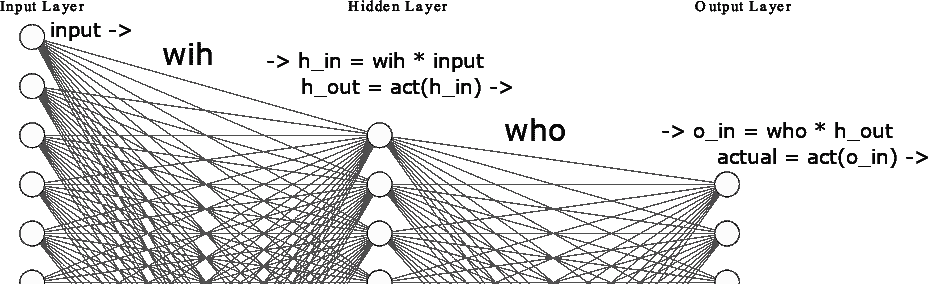 Input Layer
Hidden Layer
Output Layer
input ->
wih
-> h_in = wih * input
h_out = act(h_in) ->
who
-> o_in = who * h_out
actual = act(o_in) ->